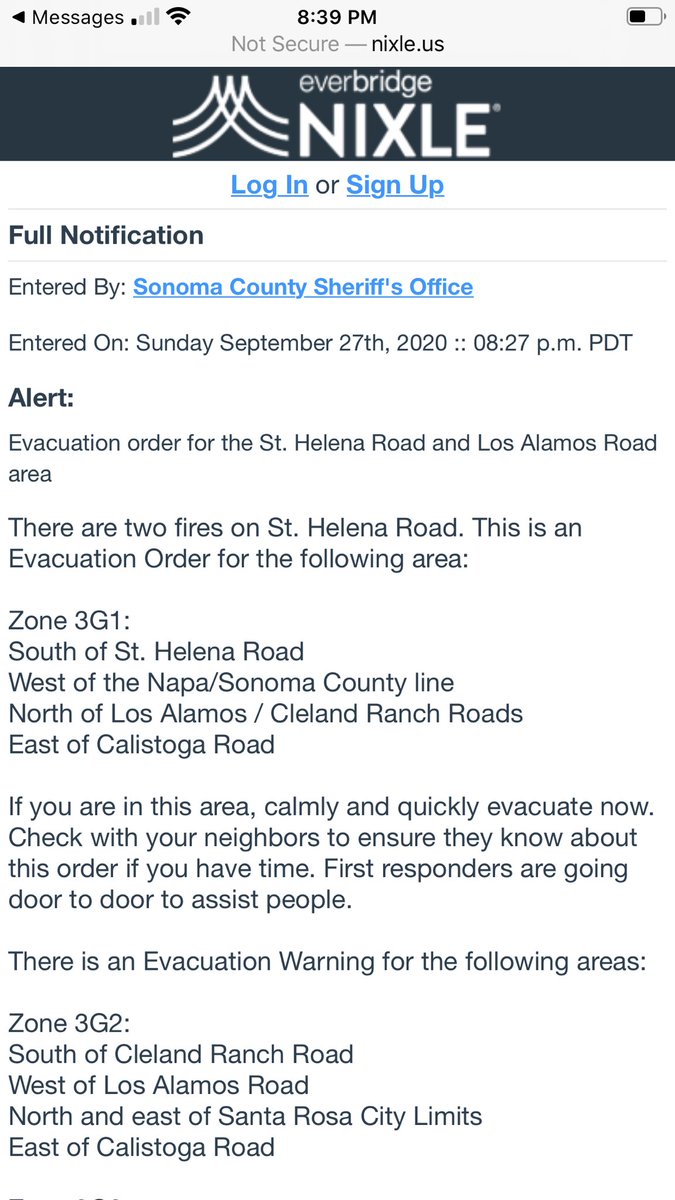 ◀ Messages 8:39 PM
Not Secure — nixle.us
everbridge
NIXLE®
Log In or Sign Up
Full Notification
Entered By: Sonoma County Sheriff's Office
Entered On: Sunday September 27th, 2020 :: 08:27 p.m. PDT
Alert:
Evacuation order for the St. Helena Road and Los Alamos Road
area
There are two fires on St. Helena Road. This is an
Evacuation Order for the following area:
Zone 3G1:
South of St. Helena Road
West of the Napa/Sonoma County line
North of Los Alamos / Cleland Ranch Roads
East of Calistoga Road
If you are in this area, calmly and quickly evacuate now.
Check with your neighbors to ensure they know about
this order if you have time. First responders are going
door to door to assist people.
There is an Evacuation Warning for the following areas:
Zone 3G2:
South of Cleland Ranch Road
West of Los Alamos Road
North and east of Santa Rosa City Limits
East of Calistoga Road